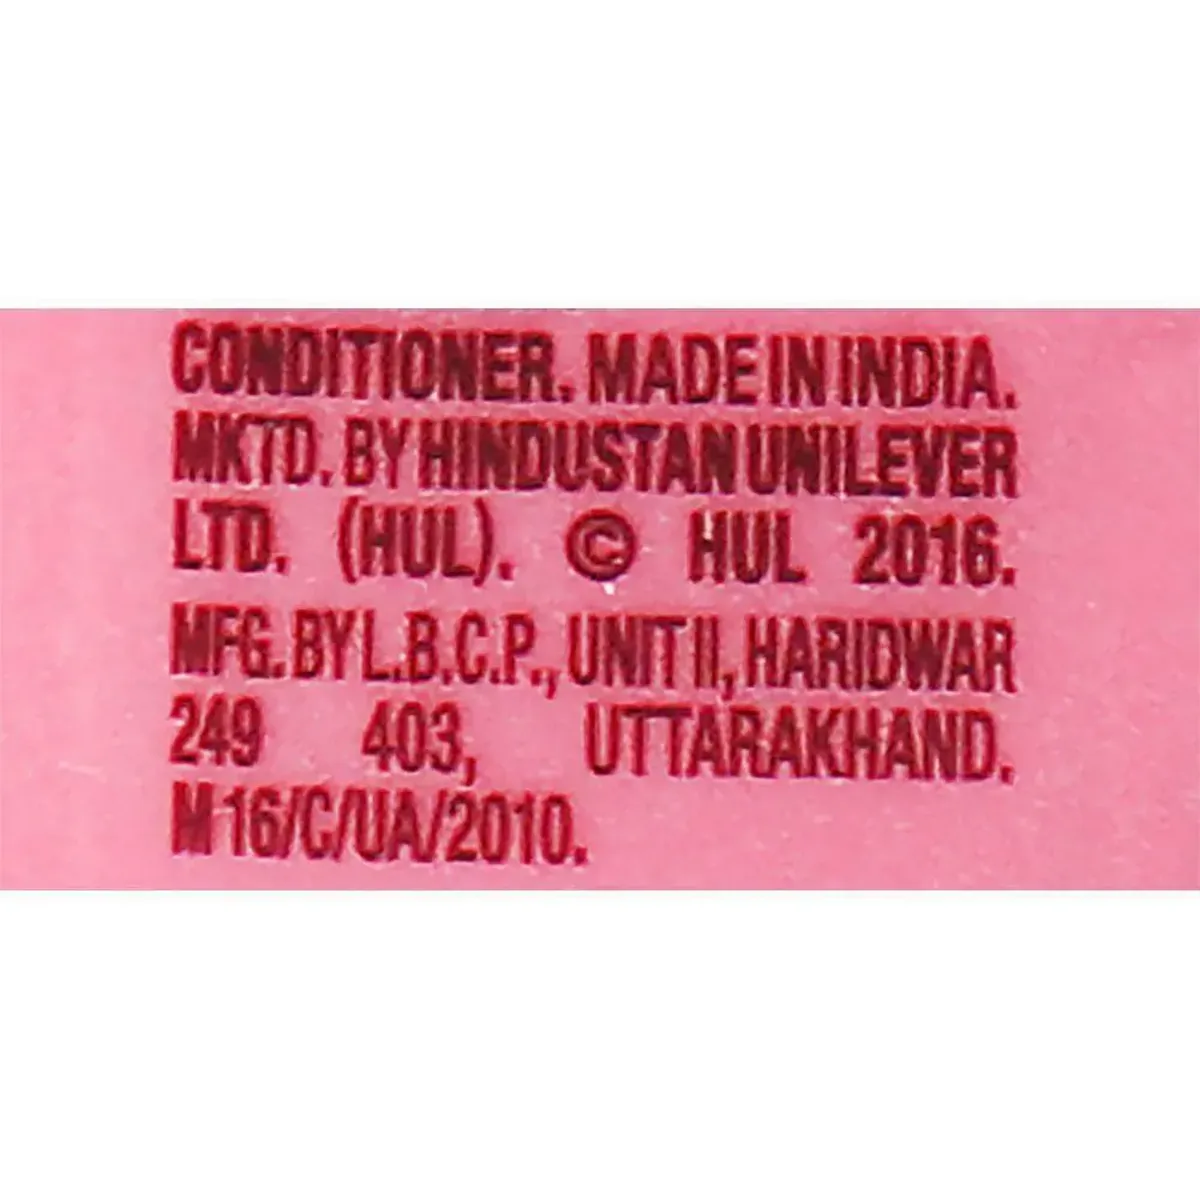 CONDITIONER. MADE IN INDIA.
MKTD. BY HINDUSTAN UNILEVER
LTD. (HUL). © HUL 2016.
MFG. BY L.B.C.P., UNIT II, HARIDWAR
249 403, UTTARAKHAND.
M 16/C/UA/2010.